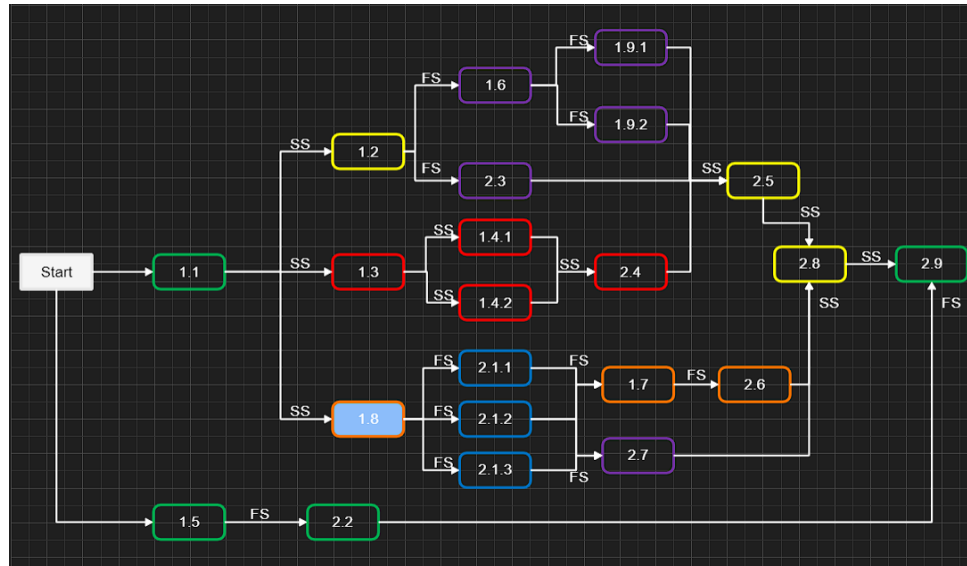 FS
1.9.1
FS
1.6
FS
1.9.2
SS
1.2
FS
2.3
SS
2.5
SS
SS
1.4.1
Start
1.1
SS
1.3
SS
2.4
2.8
SS
2.9
SS
1.4.2
SS
FS
FS
2.1.1
FS
1.7
FS
2.6
SS
1.8
FS
2.1.2
FS
2.1.3
2.7
FS
1.5
FS
2.2